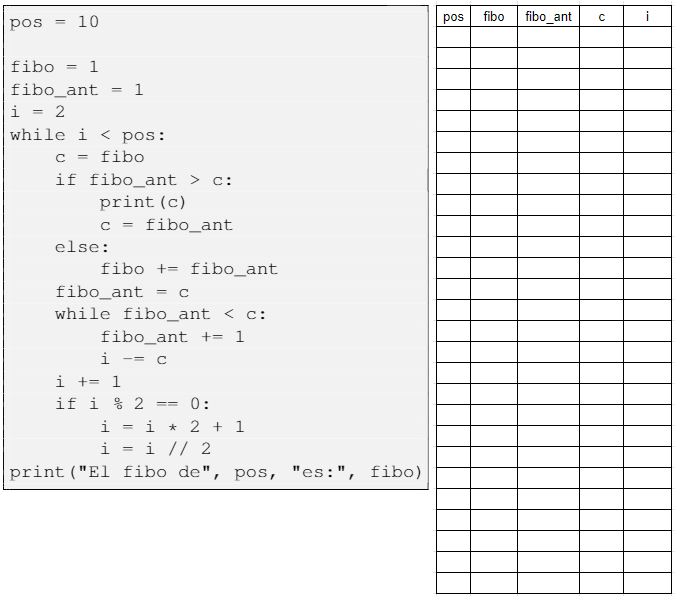 pos = 10
fibo = 1
fibo_ant = 1
i = 2
while i < pos:
    c = fibo
    if fibo_ant > c:
        print(c)
        c = fibo_ant
    else:
        fibo += fibo_ant
    fibo_ant = c
    while fibo_ant < c:
        fibo_ant += 1
        i -= c
    i += 1
    if i % 2 == 0:
        i = i * 2 + 1
        i = i // 2
print("El fibo de", pos, "es:", fibo)
pos fibo fibo_ant c i